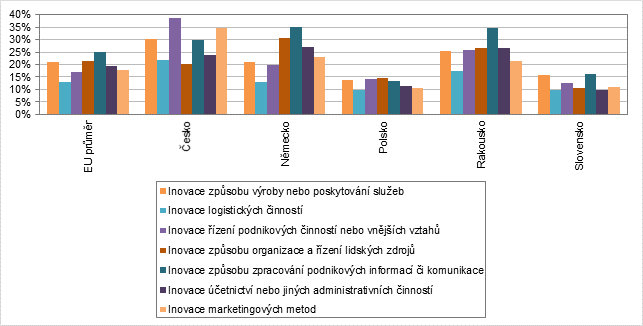 40%
35%
30%
25%
20%
15%
10%
5%
0%
EU průměr
Česko
Německo
Polsko
Rakousko
Slovensko
Inovace způsobu výroby nebo poskytování služeb
Inovace logistických činností
Inovace řízení podnikových činností nebo vnějších vztahů
Inovace způsobu organizace a řízení lidských zdrojů
Inovace způsobu zpracování podnikových informací či komunikace
Inovace účetnictví nebo jiných administrativních činností
Inovace marketingových metod